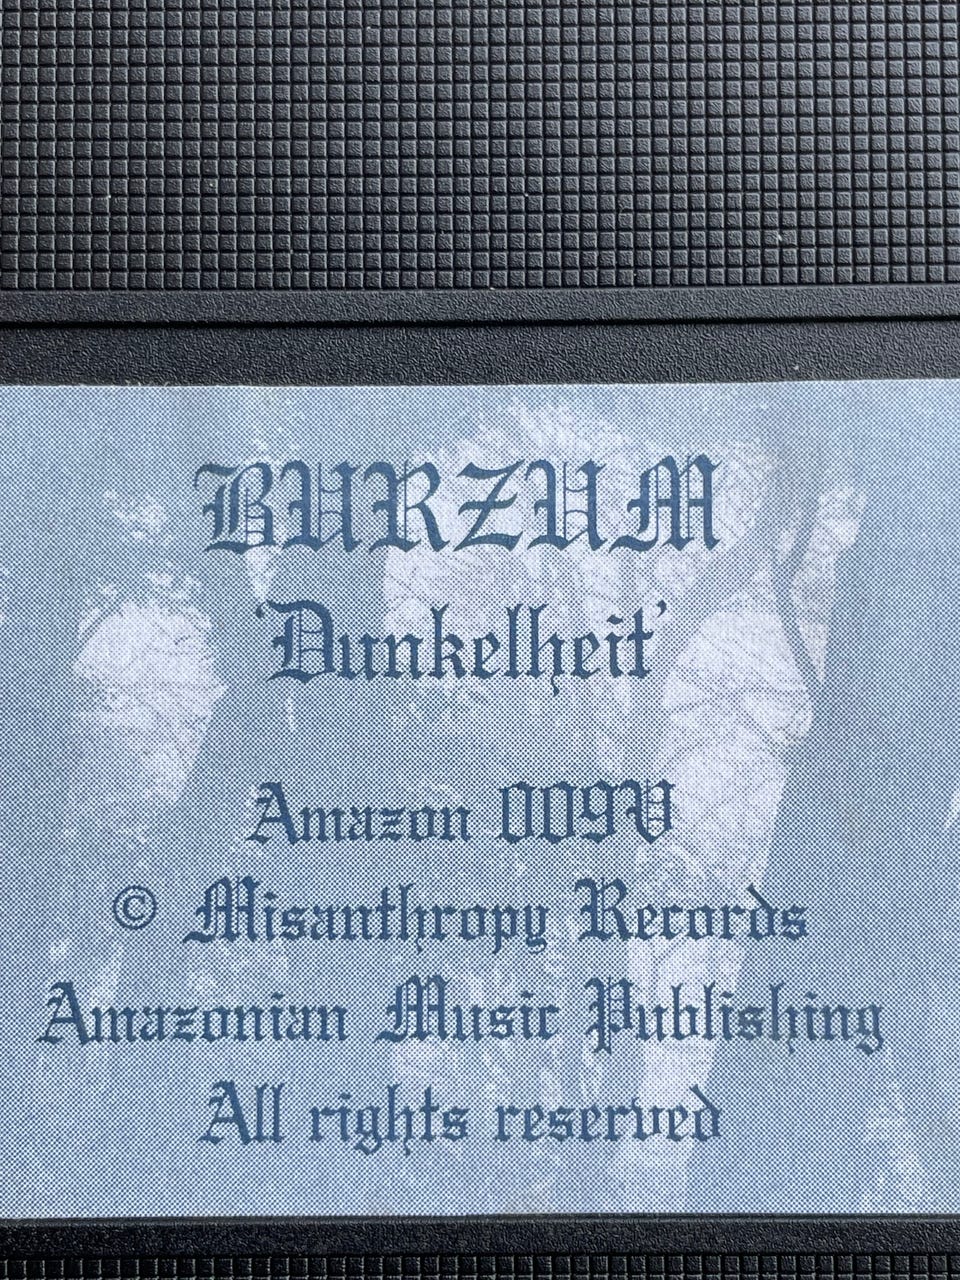 BURZUM
'Dunkelheit'
Amazon 009V
© Misanthropy Records
Amazonian Music Publishing
All rights reserved